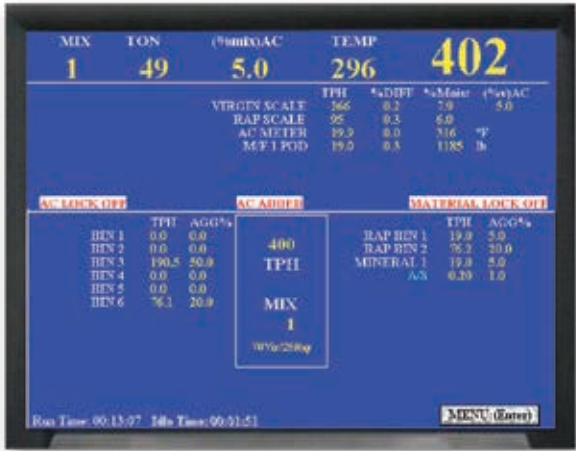 MIX TON (%mix)AC TEMP
1 49 5.0 296 402
TPH %DIFF %Moist (%v)AC
VIRGIN SCALE 266 0.2 2.9 5.0
RAP SCALE 95 0.3 6.0
AC METER 19.9 0.0 316 °F
M/F 1 POD 19.0 0.3 1185 lb
AC LOCK OFF AC ADDED MATERIAL LOCK OFF
TPH AGG%
BIN 1 0.0 0.0
BIN 2 0.0 0.0
BIN 3 190.5 50.0
BIN 4 0.0 0.0
BIN 5 0.0 0.0
BIN 6 76.1 20.0
400
TPH
MIX
1
TPH AGG%
RAP BIN 1 19.0 5.0
RAP BIN 2 76.2 20.0
MINERAL 1 19.0 5.0
A/S 0.20 1.0
Run Time: 00:13:07 Idle Time: 00:01:51
MENU:(Enter)